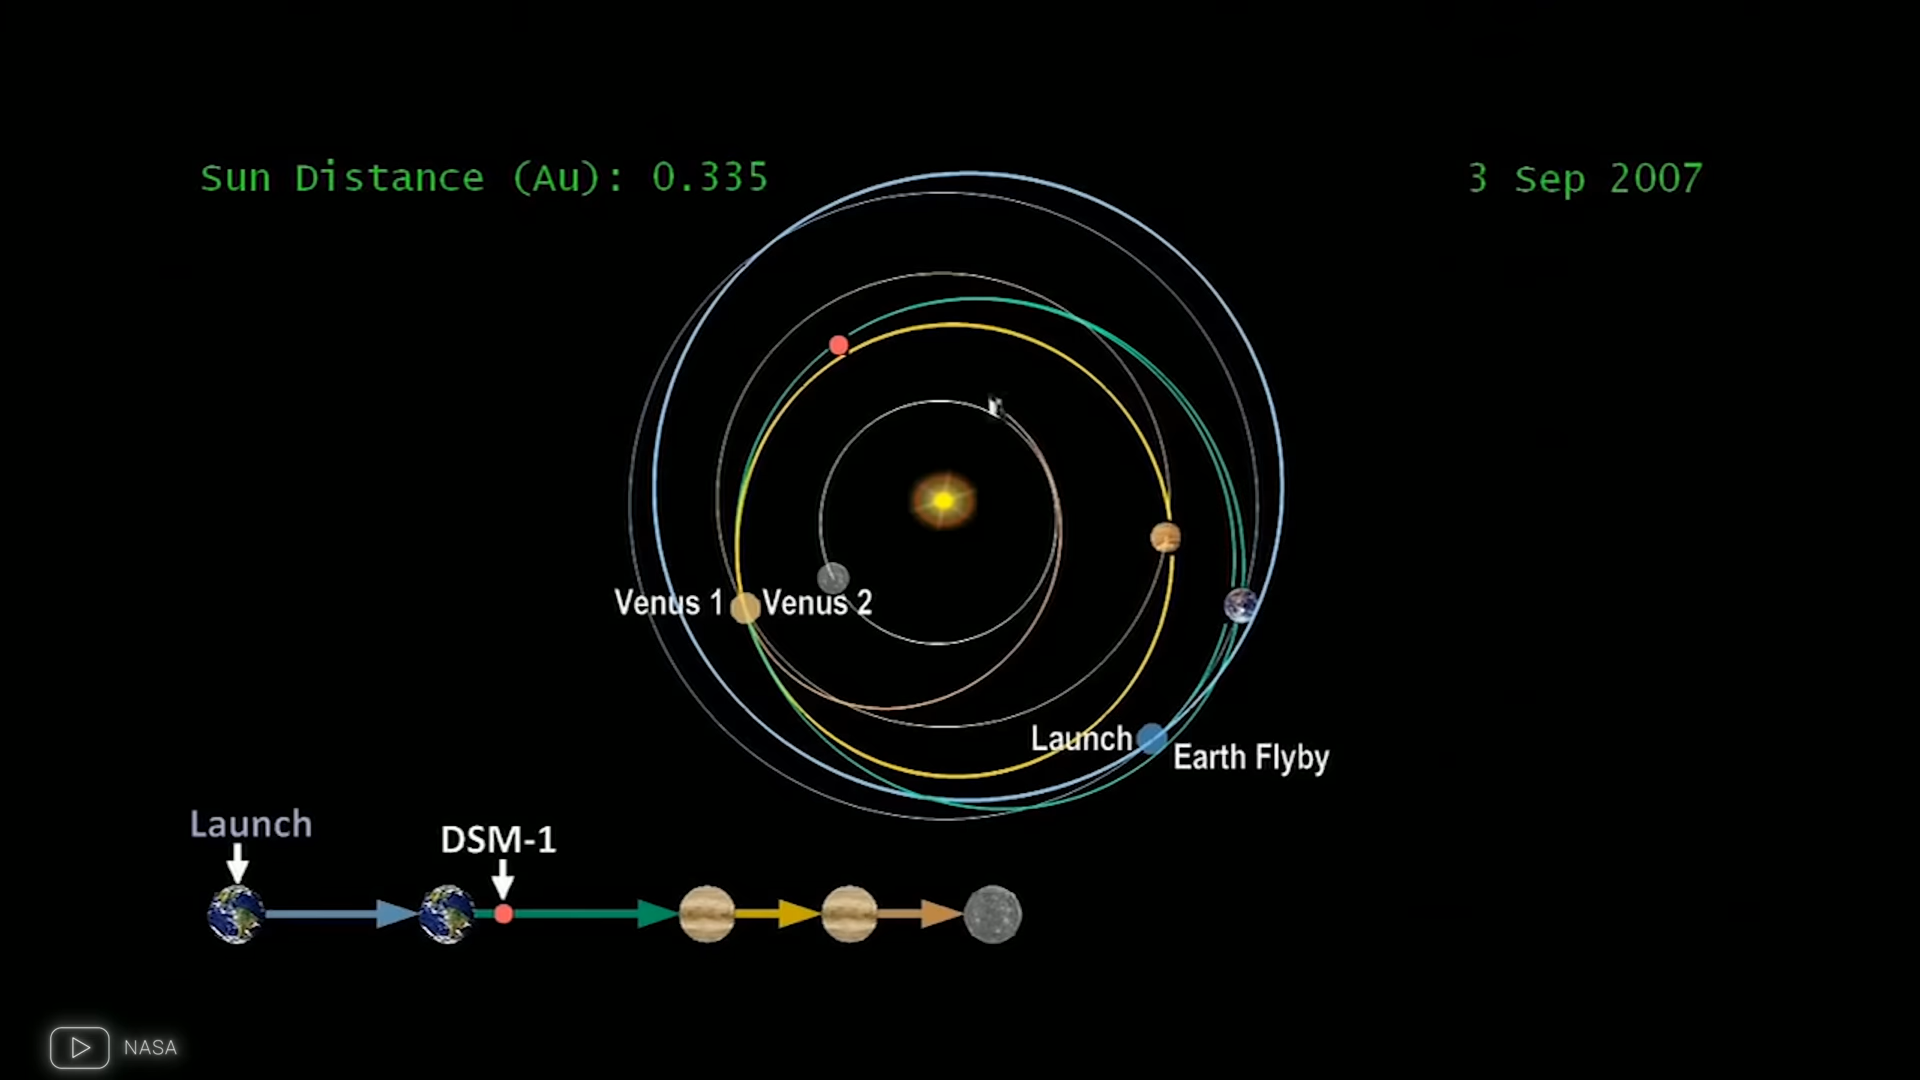 Sun Distance (Au): 0.335
3 Sep 2007
Venus 1
Venus 2
Launch
Earth Flyby
Launch
DSM-1
NASA